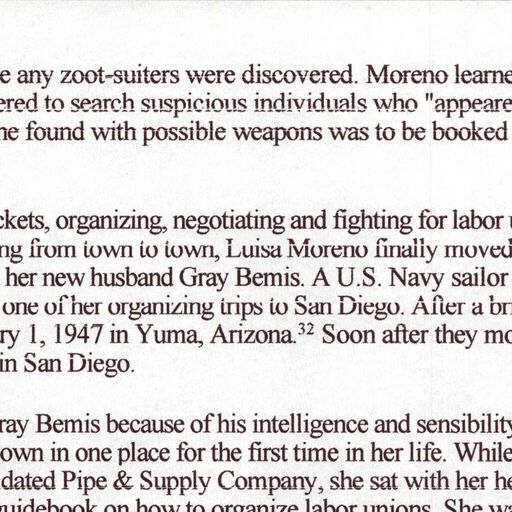 e any zoot-suiters were discovered. Moreno learne
ered to search suspicious individuals who "appeare
ne found with possible weapons was to be booked
ckets, organizing, negotiating and fighting for labor u
ng from town to town, Luisa Moreno finally moved
her new husband Gray Bemis. A U.S. Navy sailor
one of her organizing trips to San Diego. After a bri
ry 1, 1947 in Yuma, Arizona.32 Soon after they mo
in San Diego.
ray Bemis because of his intelligence and sensibility
own in one place for the first time in her life. While
dated Pipe & Supply Company, she sat with her he
guidebook on how to organize labor unions. She wa